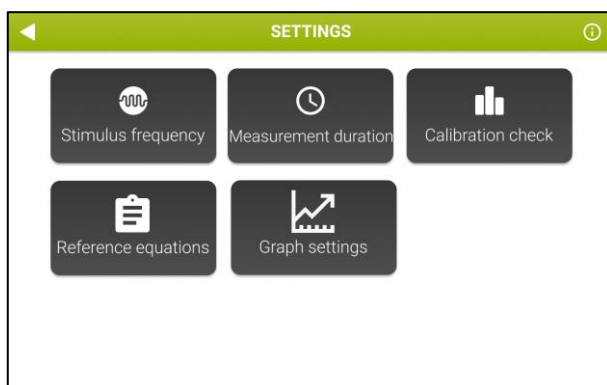 SETTINGS
Stimulus frequency
Measurement duration
Calibration check
Reference equations
Graph settings